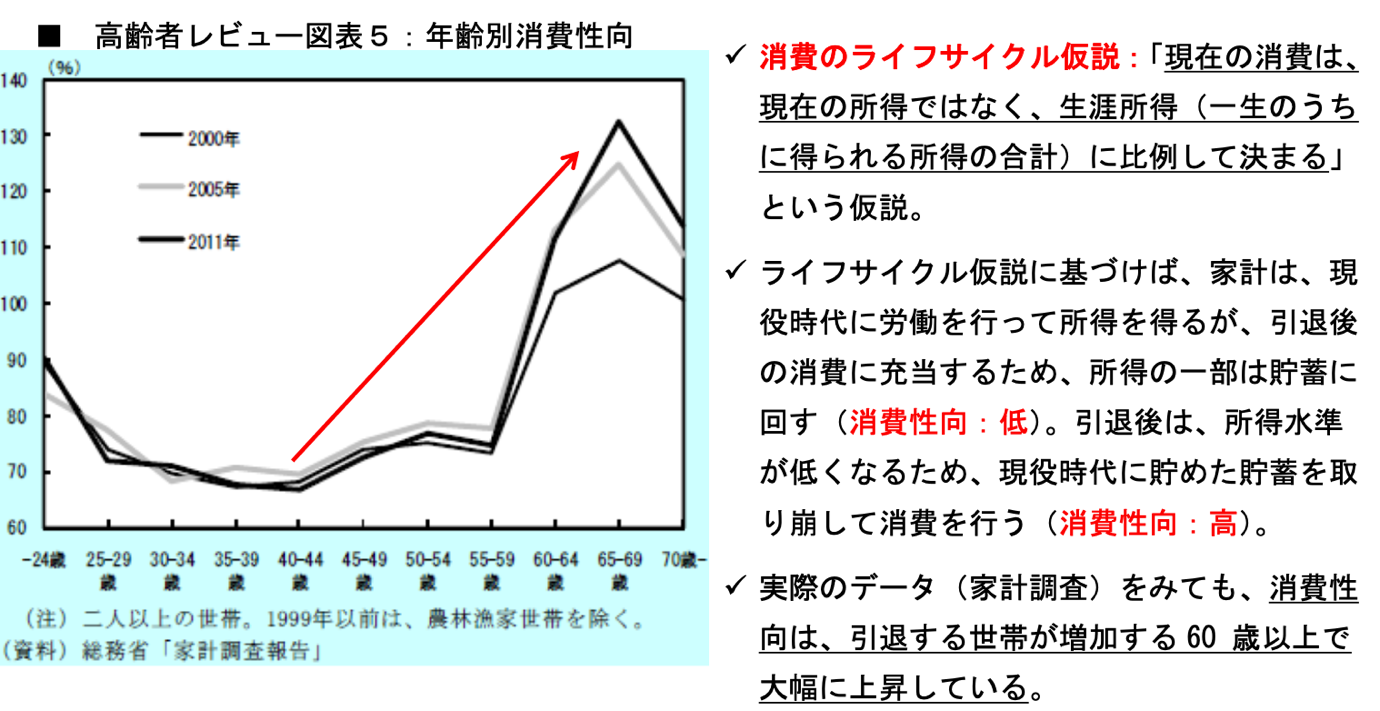 ■ 高齢者レビュー図表５：年齢別消費性向
(%)
140
130
120
110
100
90
80
70
60
2000年
2005年
2011年
-24歳 25-29歳 30-34歳 35-39歳 40-44歳 45-49歳 50-54歳 55-59歳 60-64歳 65-69歳 70歳-
（注）二人以上の世帯。1999年以前は、農林漁家世帯を除く。
（資料）総務省「家計調査報告」
✓ 消費のライフサイクル仮説：「現在の消費は、
現在の所得ではなく、生涯所得（一生のうち
に得られる所得の合計）に比例して決まる」
という仮説。
✓ ライフサイクル仮説に基づけば、家計は、現
役時代に労働を行って所得を得るが、引退後
の消費に充当するため、所得の一部は貯蓄に
回す（消費性向：低）。引退後は、所得水準
が低くなるため、現役時代に貯めた貯蓄を取
り崩して消費を行う（消費性向：高）。
✓ 実際のデータ（家計調査）をみても、消費性
向は、引退する世帯が増加する 60 歳以上で
大幅に上昇している。